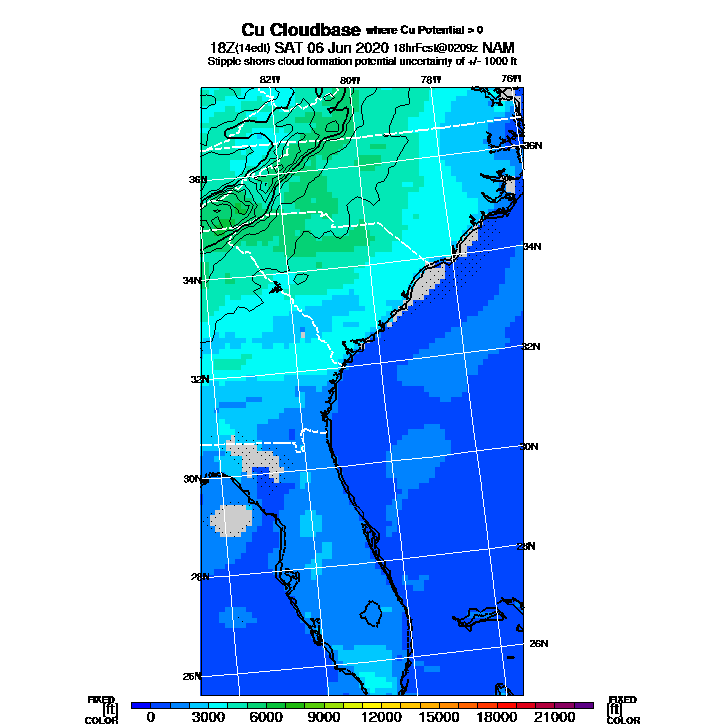 Cu Cloudbase where Cu Potential > 0
18Z(14edt) SAT 06 Jun 2020 18hrFcst@0209z NAM
Stipple shows cloud formation potential uncertainty of +/- 1000 ft
82W 80W 78W 76W
36N
36N
34N
34N
32N
32N
30N
30N
28N
28N
26N
26N
FIXED FIXED
[ft] [ft]
COLOR COLOR
0 3000 6000 9000 12000 15000 18000 21000